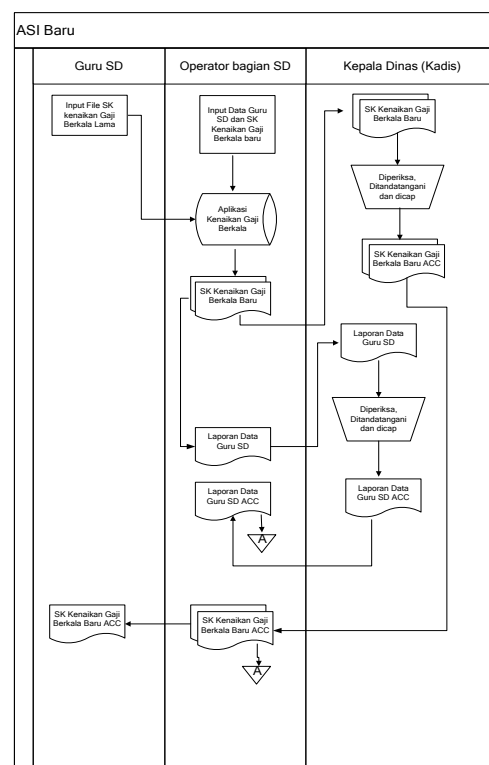 ASI Baru
Guru SD
Operator bagian SD
Kepala Dinas (Kadis)
Input File SK
kenaikan Gaji
Berkala Lama
Input Data Guru
SD dan SK
Kenaikan Gaji
Berkala baru
SK Kenaikan Gaji
Berkala Baru
Diperiksa,
Ditandatangani
dan dicap
Aplikasi
Kenaikan Gaji
Berkala
SK Kenaikan Gaji
Berkala Baru ACC
SK Kenaikan Gaji
Berkala Baru
Laporan Data
Guru SD
Diperiksa,
Ditandatangani
dan dicap
Laporan Data
Guru SD
Laporan Data
Guru SD ACC
A
Laporan Data
Guru SD ACC
SK Kenaikan Gaji
Berkala Baru ACC
SK Kenaikan Gaji
Berkala Baru ACC
A